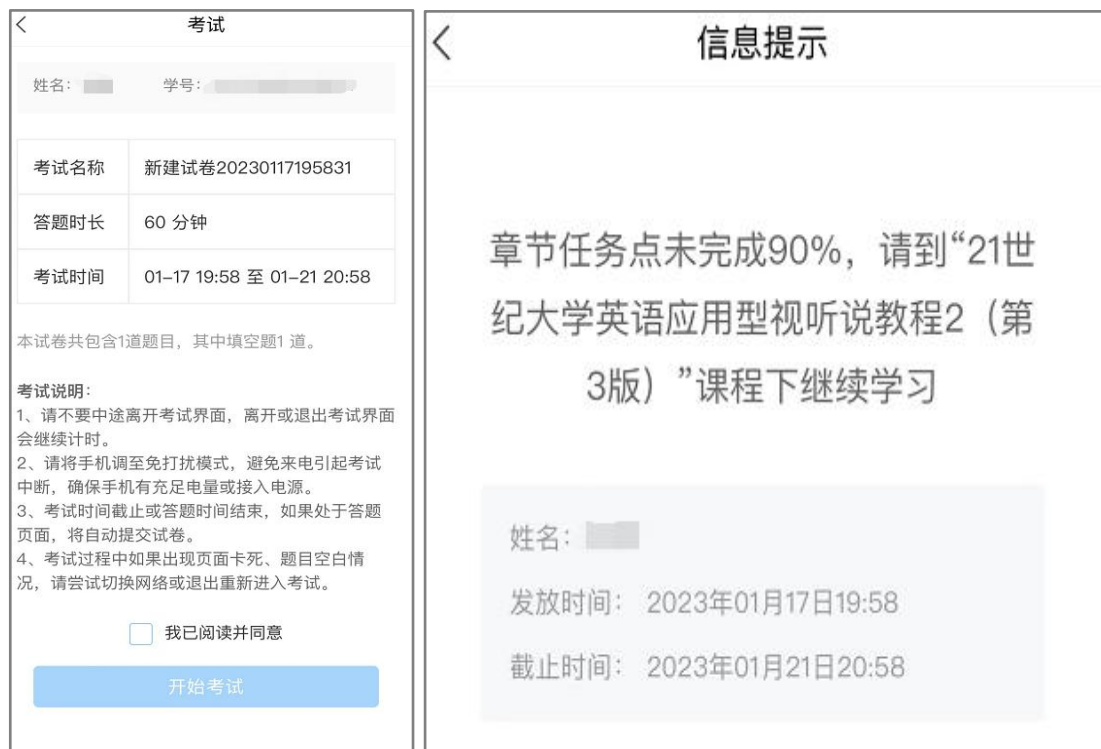 考试
姓名：
学号：
考试名称
新建试卷20230117195831
答题时长
60 分钟
考试时间
01-17 19:58 至 01-21 20:58
本试卷共包含1道题目，其中填空题1 道。
考试说明：
1、请不要中途离开考试界面，离开或退出考试界面
会继续计时。
2、请将手机调至免打扰模式，避免来电引起考试
中断，确保手机有充足电量或接入电源。
3、考试时间截止或答题时间结束，如果处于答题
页面，将自动提交试卷。
4、考试过程中如果出现页面卡死、题目空白情
况，请尝试切换网络或退出重新进入考试。
我已阅读并同意
开始考试
信息提示
章节任务点未完成90%，请到“21世
纪大学英语应用型视听说教程2（第
3版）”课程下继续学习
姓名：
发放时间： 2023年01月17日19:58
截止时间： 2023年01月21日20:58